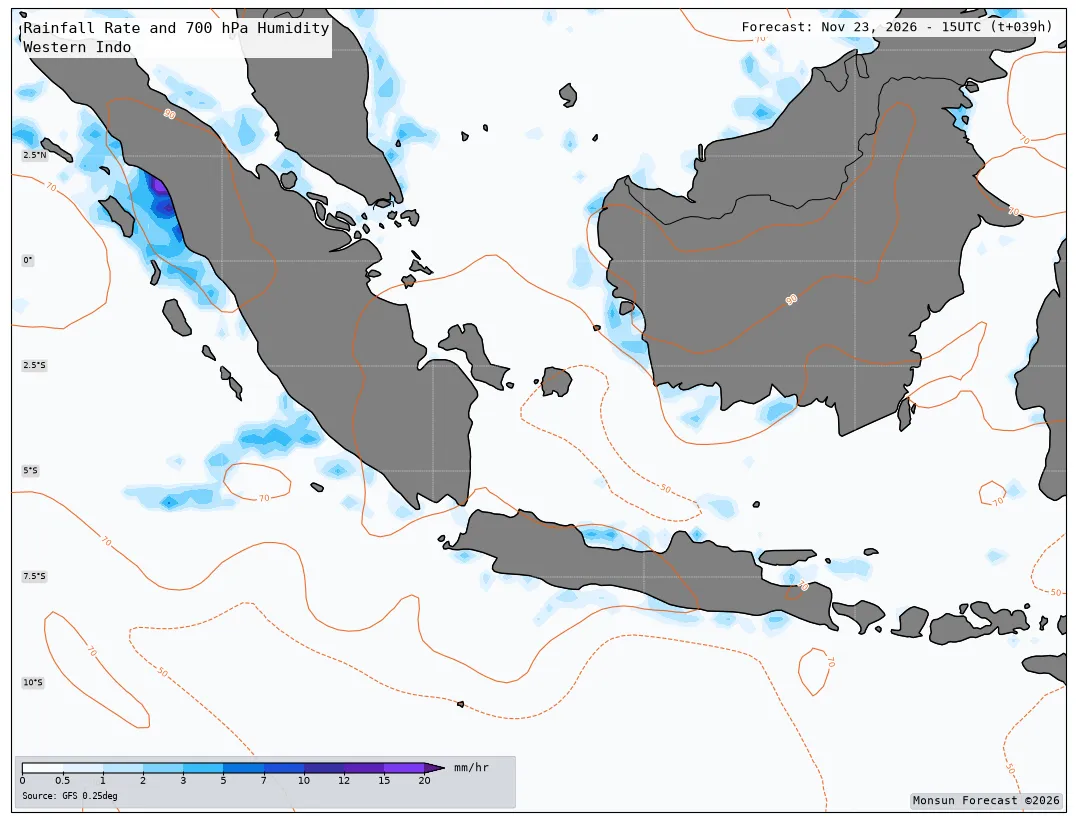 Rainfall Rate and 700 hPa Humidity
Western Indo
Forecast: Nov 23, 2026 - 15UTC (t+039h)
70
90
70
2.5°N
70
70
0°
90
2.5°S
5°S
70
50
70
70
7.5°S
70
50
70
50
70
10°S
50
mm/hr
0 0.5 1 2 3 5 7 10 12 15 20
Source: GFS 0.25deg
Monsun Forecast ©2026